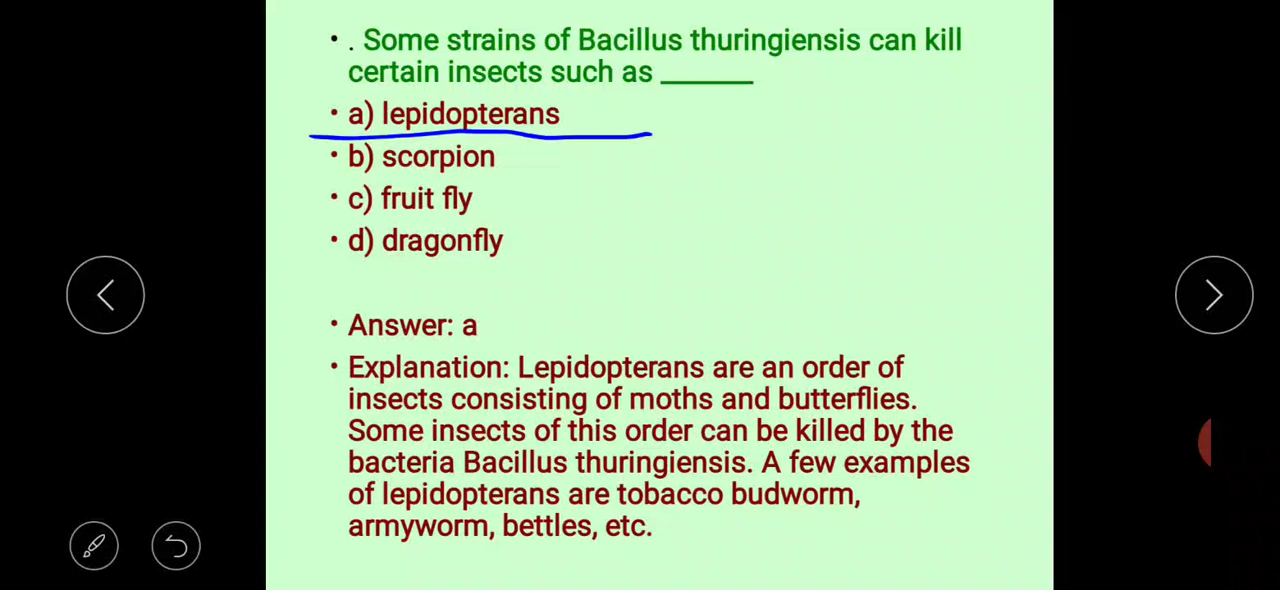 • . Some strains of Bacillus thuringiensis can kill
certain insects such as ______
• a) lepidopterans
• b) scorpion
• c) fruit fly
• d) dragonfly
• Answer: a
• Explanation: Lepidopterans are an order of
insects consisting of moths and butterflies.
Some insects of this order can be killed by the
bacteria Bacillus thuringiensis. A few examples
of lepidopterans are tobacco budworm,
armyworm, bettles, etc.